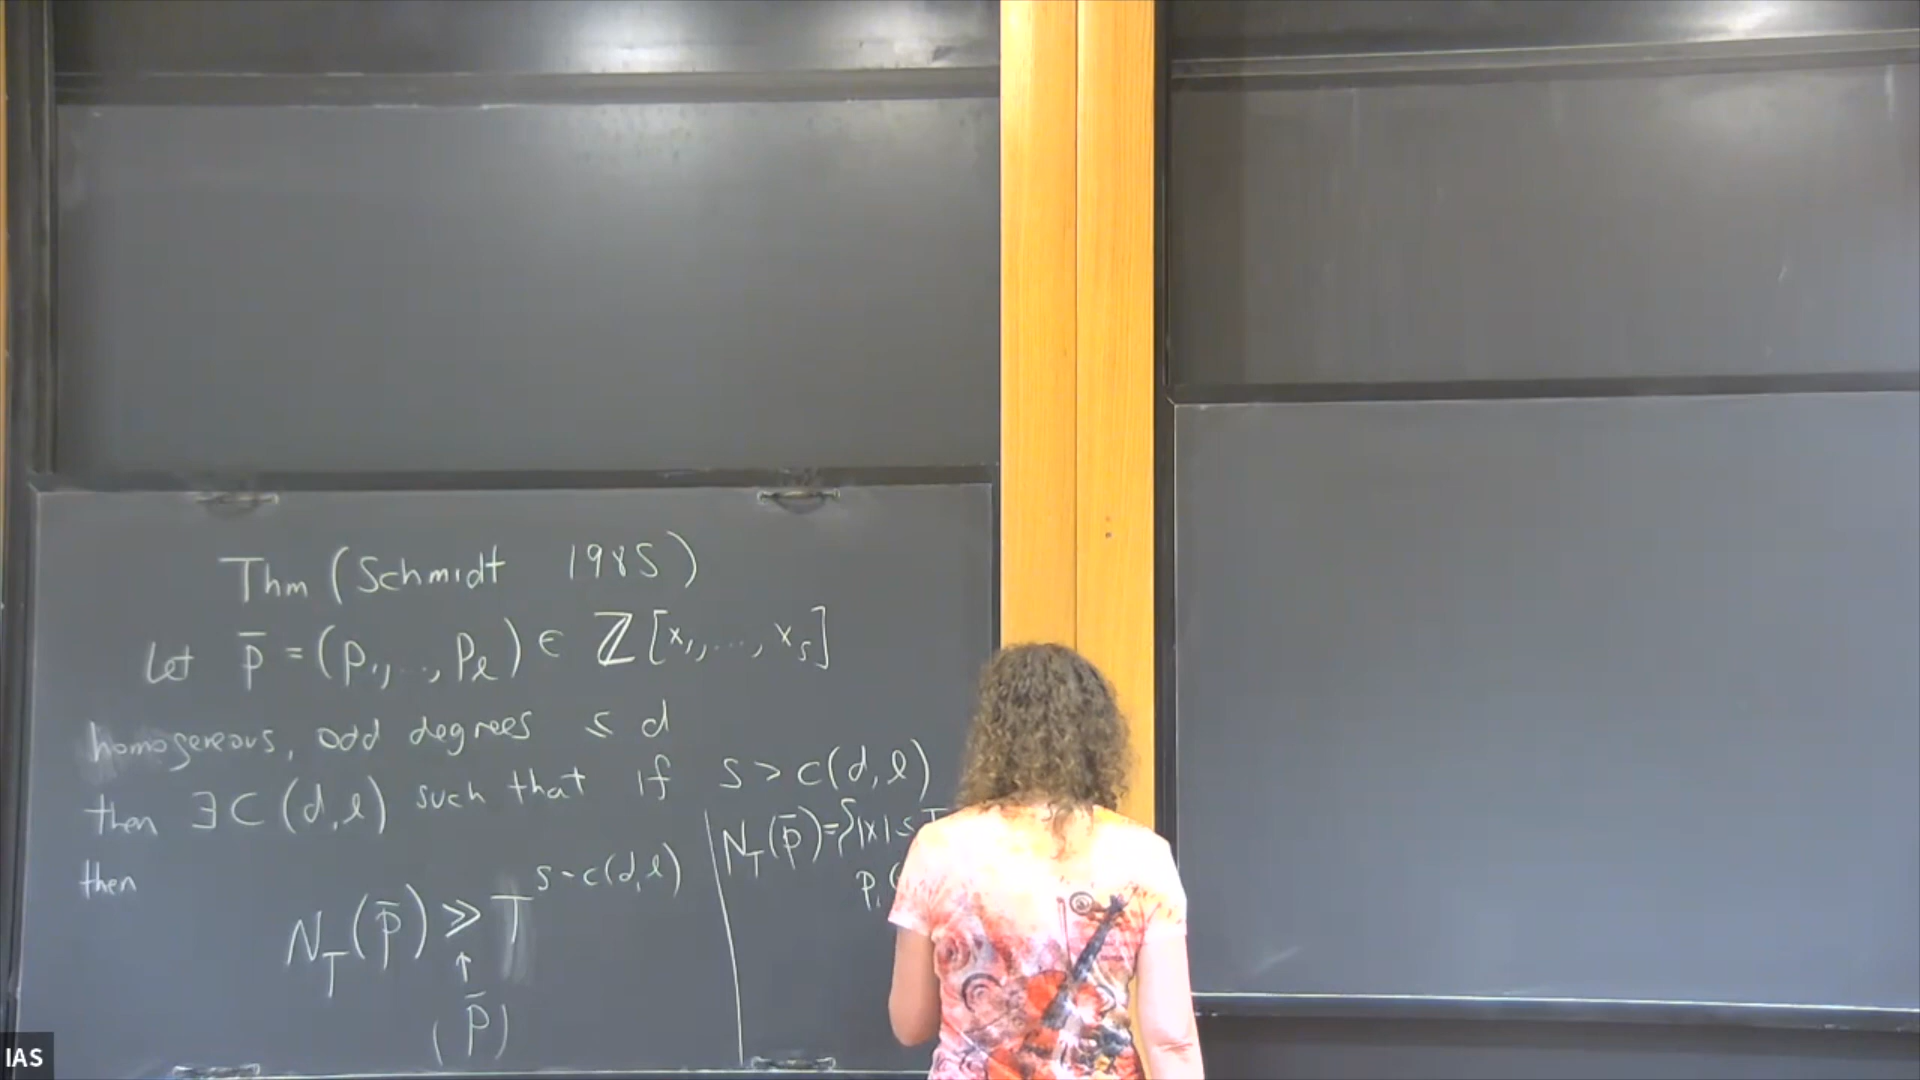 Thm (Schmidt 1985)
Let p̄ = (p₁, ..., pₗ) ∈ ℤ[x₁, ..., xₛ]
homogeneous, odd degrees ≤ d
then ∃ C(d,l) such that if s > c(d,l)
then
N_T(p̄) ≫ T^{s-c(d,l)}
↑
(p̄)
N_T(p̄) = {|x| ≤ T
p₁(
IAS